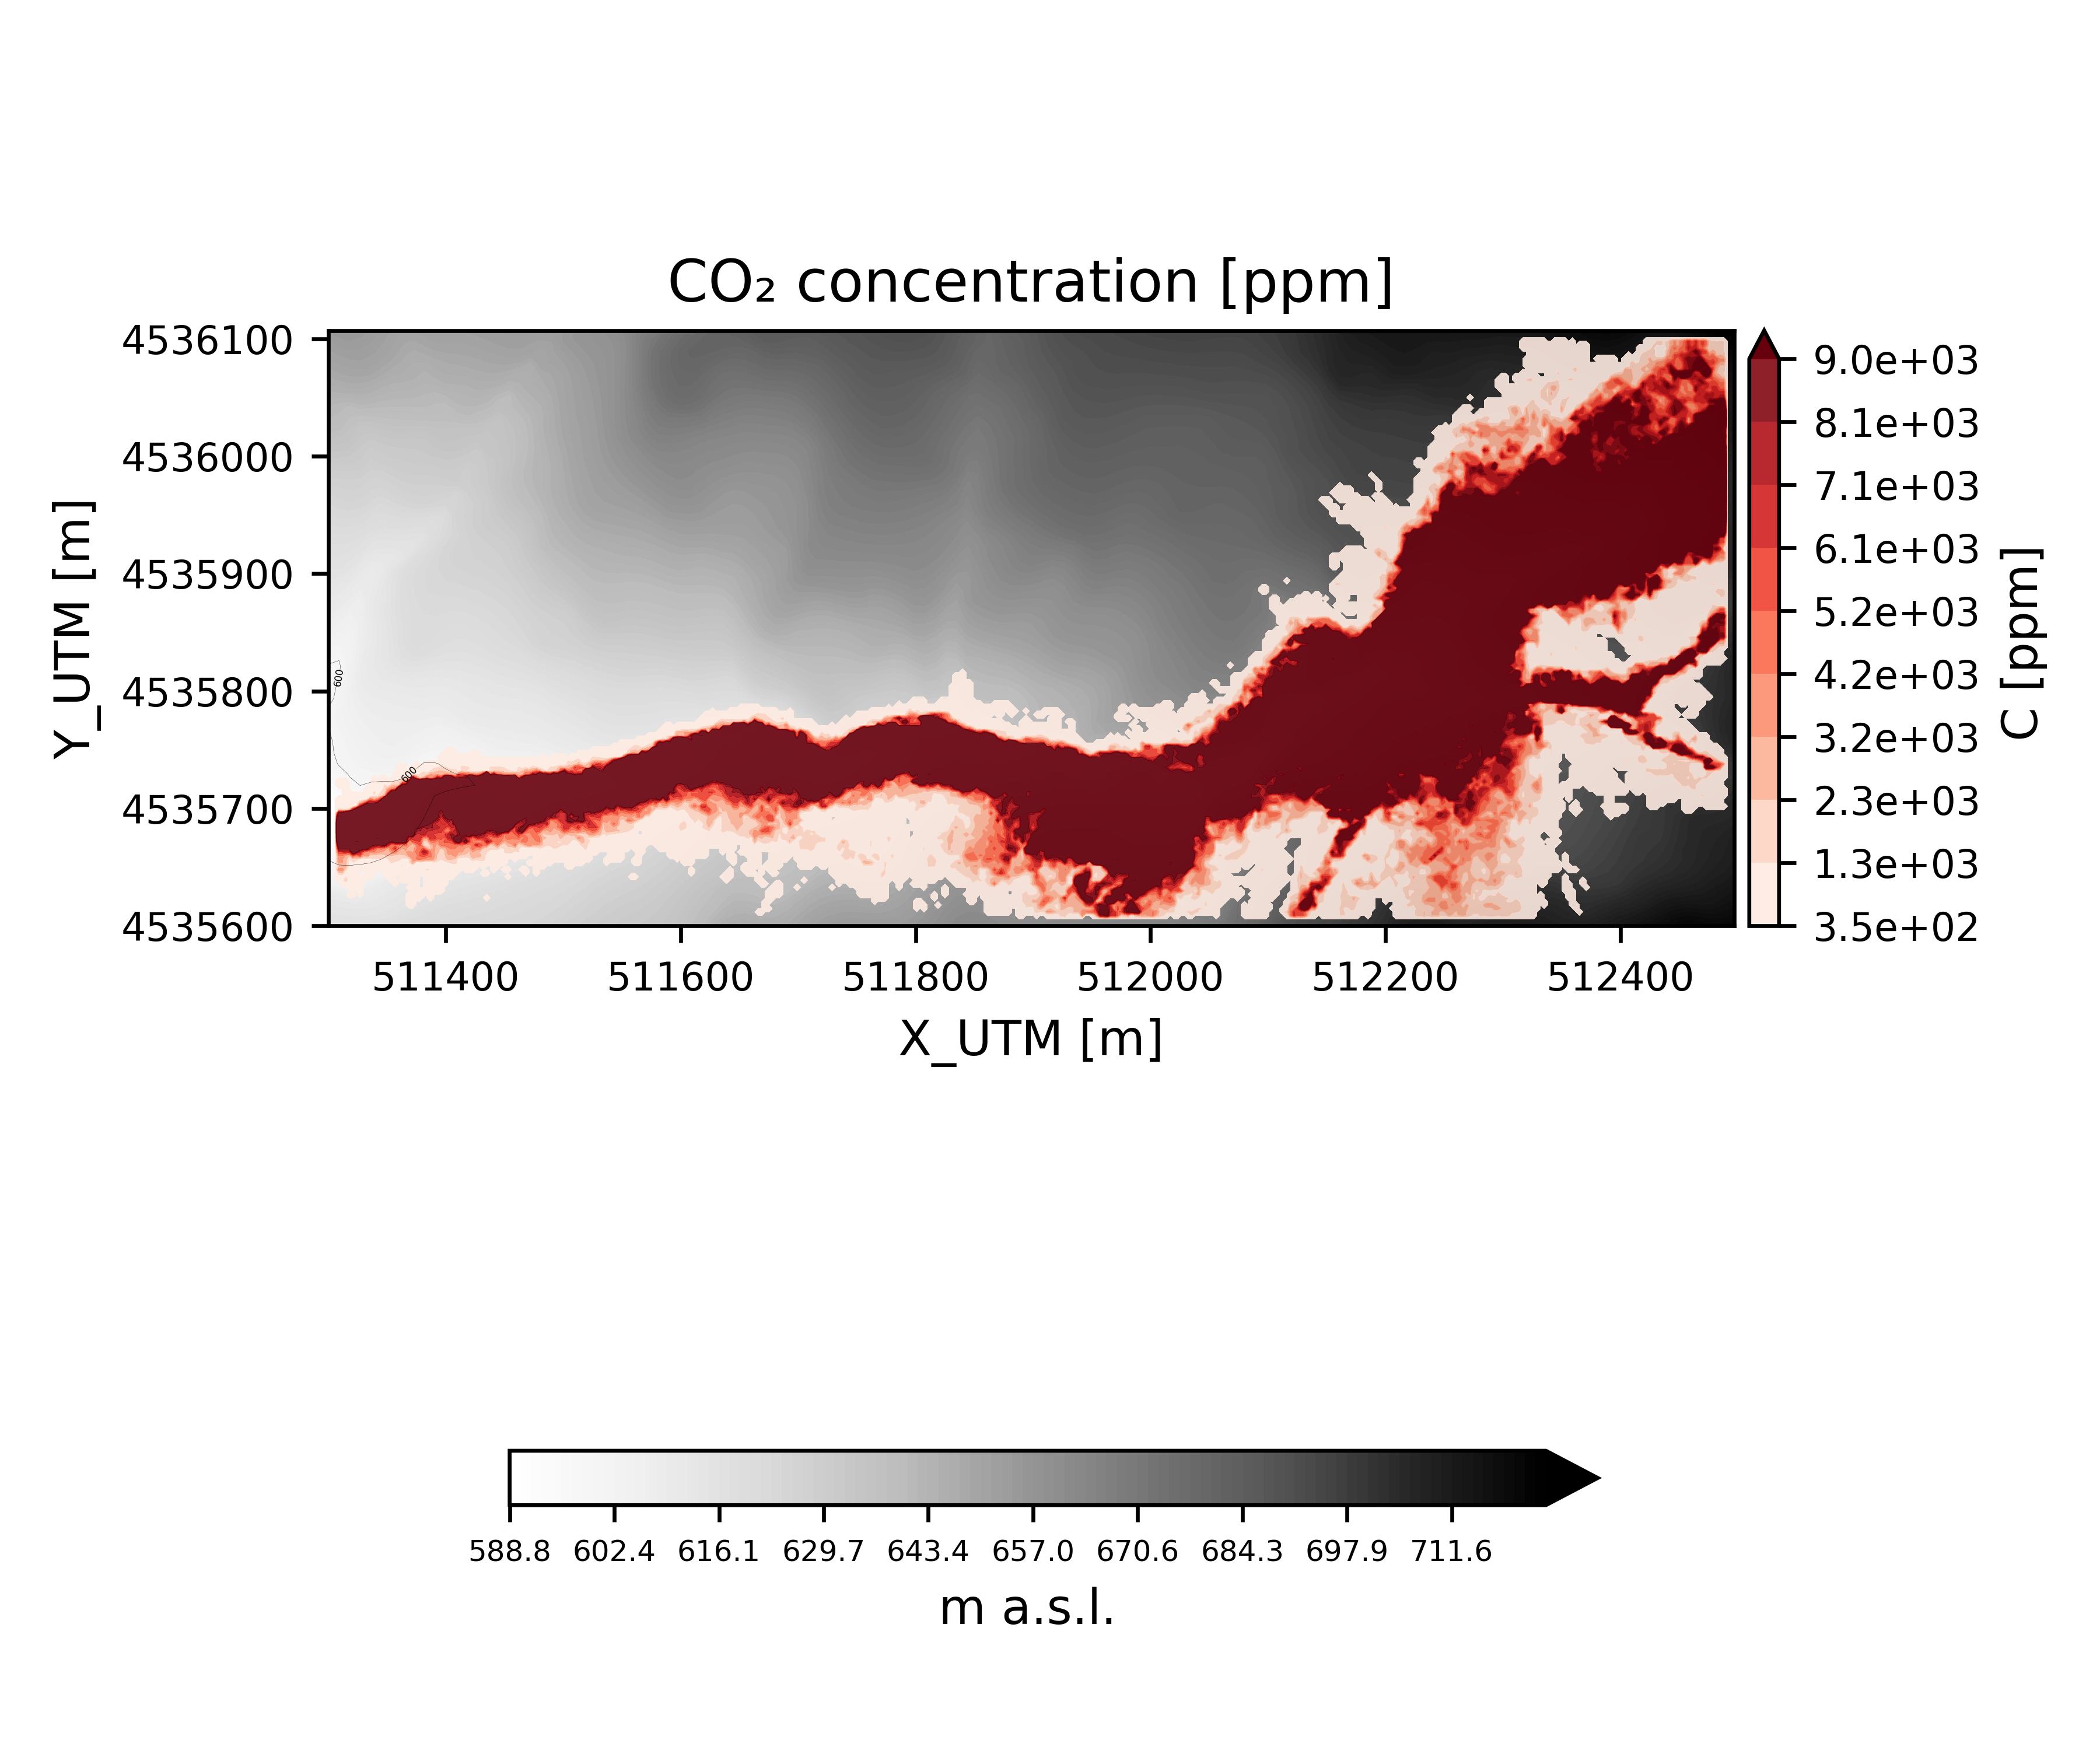 CO₂ concentration [ppm]
4536100
4536000
4535900
4535800
4535700
4535600
Y_UTM [m]
600
600
511400 511600 511800 512000 512200 512400
X_UTM [m]
9.0e+03
8.1e+03
7.1e+03
6.1e+03
5.2e+03
4.2e+03
3.2e+03
2.3e+03
1.3e+03
3.5e+02
C [ppm]
588.8 602.4 616.1 629.7 643.4 657.0 670.6 684.3 697.9 711.6
m a.s.l.